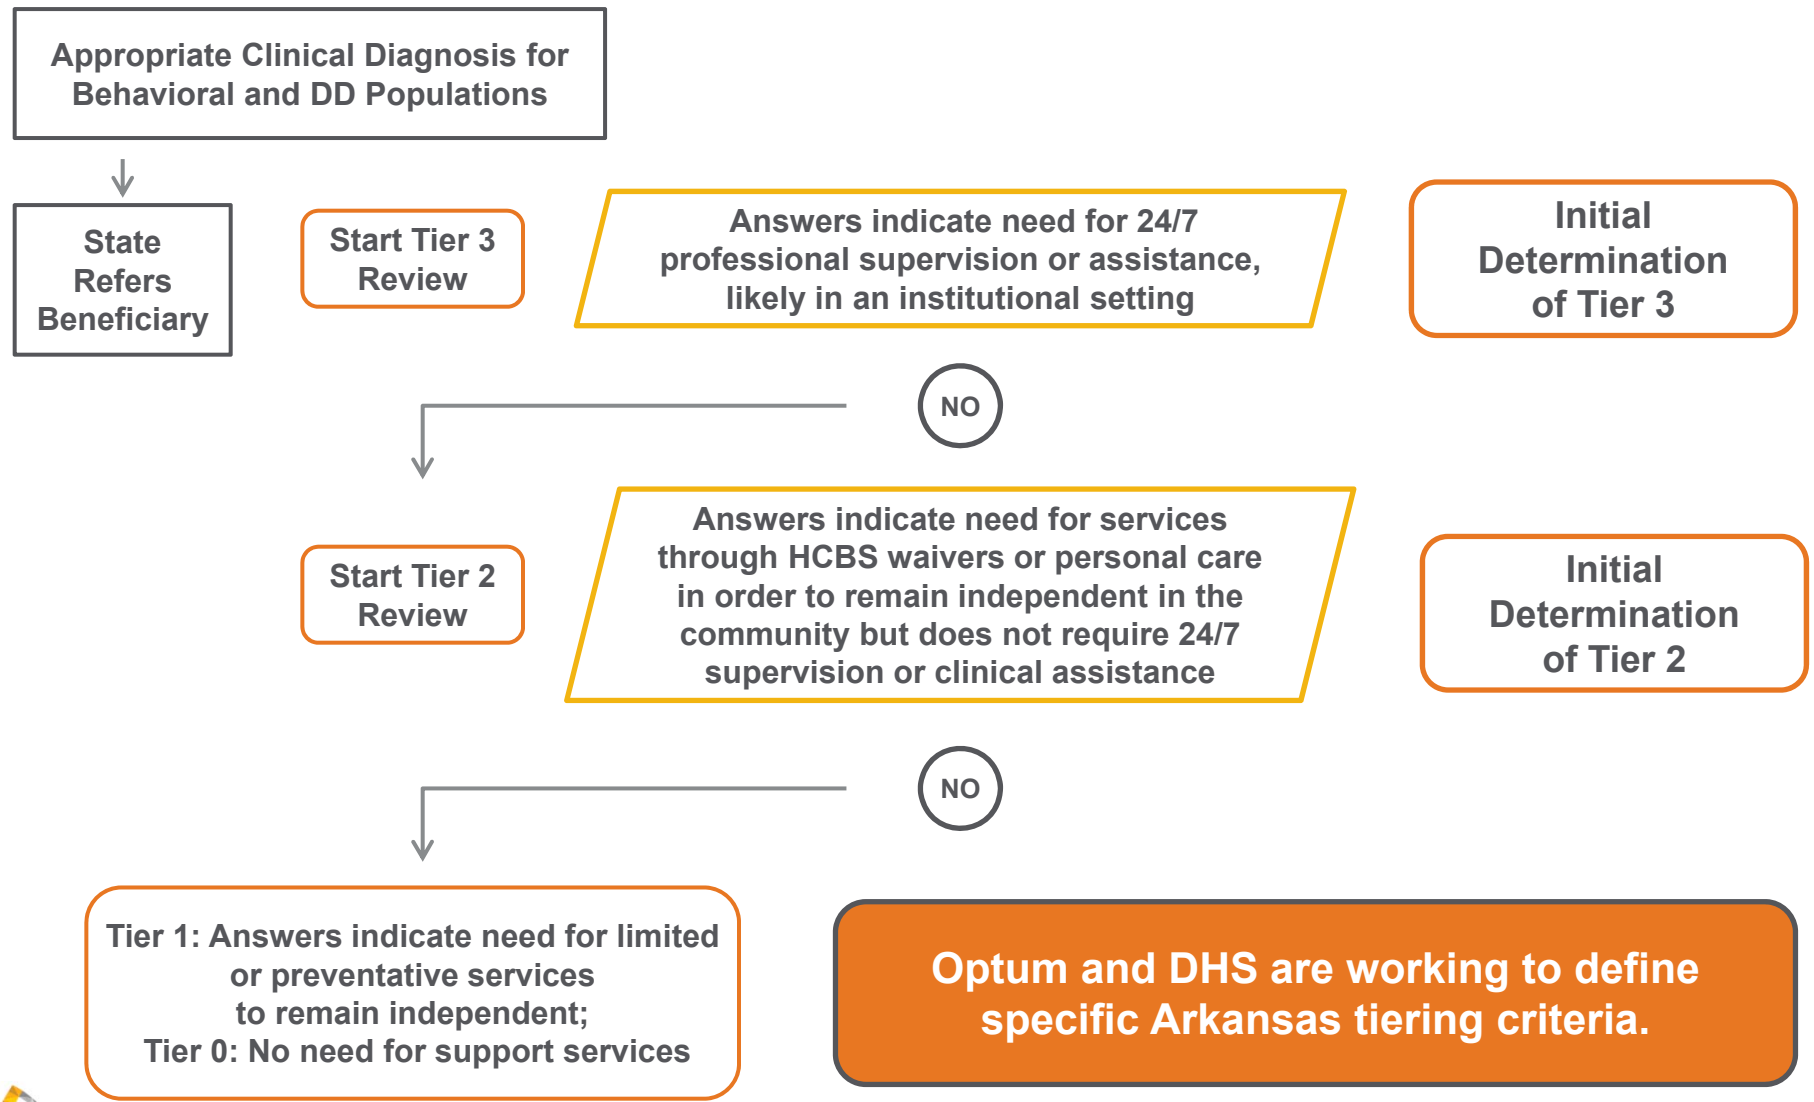 Appropriate Clinical Diagnosis for
Behavioral and DD Populations
State
Refers
Beneficiary
Start Tier 3
Review
Answers indicate need for 24/7
professional supervision or assistance,
likely in an institutional setting
Initial
Determination
of Tier 3
NO
Start Tier 2
Review
Answers indicate need for services
through HCBS waivers or personal care
in order to remain independent in the
community but does not require 24/7
supervision or clinical assistance
Initial
Determination
of Tier 2
NO
Tier 1: Answers indicate need for limited
or preventative services
to remain independent;
Tier 0: No need for support services
Optum and DHS are working to define
specific Arkansas tiering criteria.